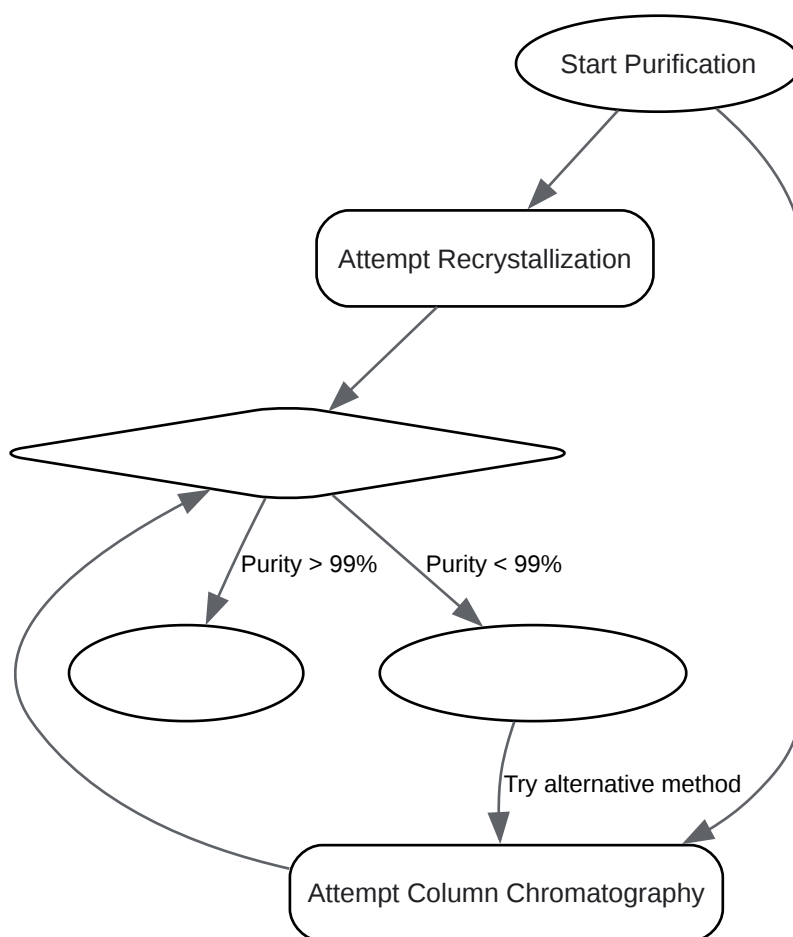 Start Purification
Attempt Recrystallization
Purity > 99%
Purity < 99%
Try alternative method
Attempt Column Chromatography